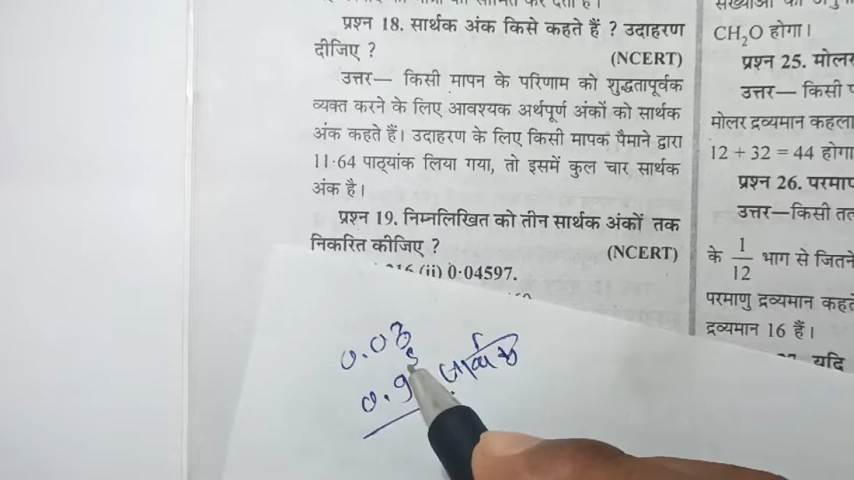 प्रश्न 18. सार्थक अंक किसे कहते हैं ? उदाहरण
दीजिए ? (NCERT)
उत्तर— किसी मापन के परिणाम को शुद्धतापूर्वक
व्यक्त करने के लिए आवश्यक अर्थपूर्ण अंकों को सार्थक
अंक कहते हैं। उदाहरण के लिए किसी मापक पैमाने द्वारा
11·64 पाठ्यांक लिया गया, तो इसमें कुल चार सार्थक
अंक है।
प्रश्न 19. निम्नलिखित को तीन सार्थक अंकों तक
निकरित कीजिए ? (NCERT)
(ii) 0·04597.
0.03
0.9
CH₂O होगा।
प्रश्न 25. मोलर
उत्तर— किसी
मोलर द्रव्यमान कहला
12 + 32 = 44 होगा
प्रश्न 26. परमा
उत्तर—किसी तत
के 1/12 भाग से जितने
परमाणु द्रव्यमान कहत
द्रव्यमान 16 हैं।
यदि